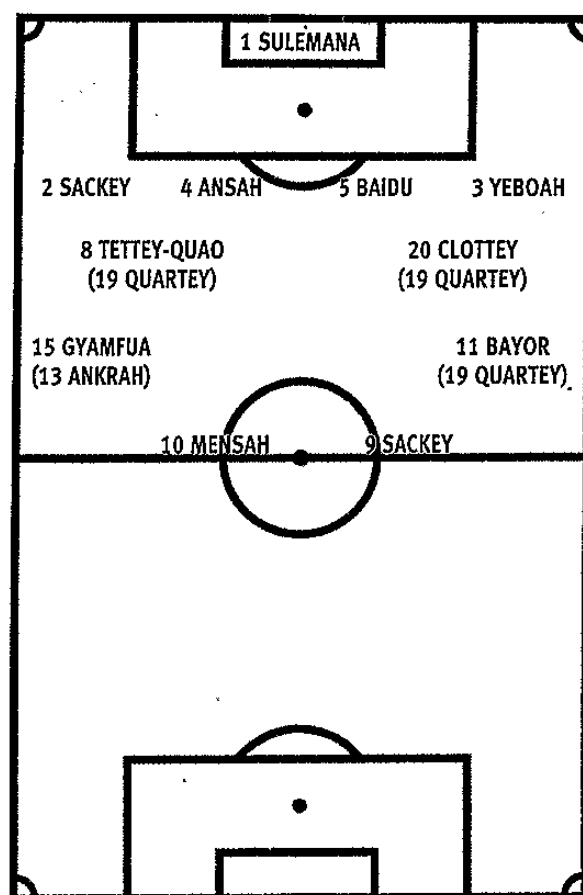 1 SULEMANA
2 SACKEY 4 ANSAH 5 BAIDU 3 YEBOAH
8 TETTEY-QUAO 20 CLOTTEY
(19 QUARTEY) (19 QUARTEY)
15 GYAMFUA 11 BAYOR
(13 ANKRAH) (19 QUARTEY)
10 MENSAH 9 SACKEY